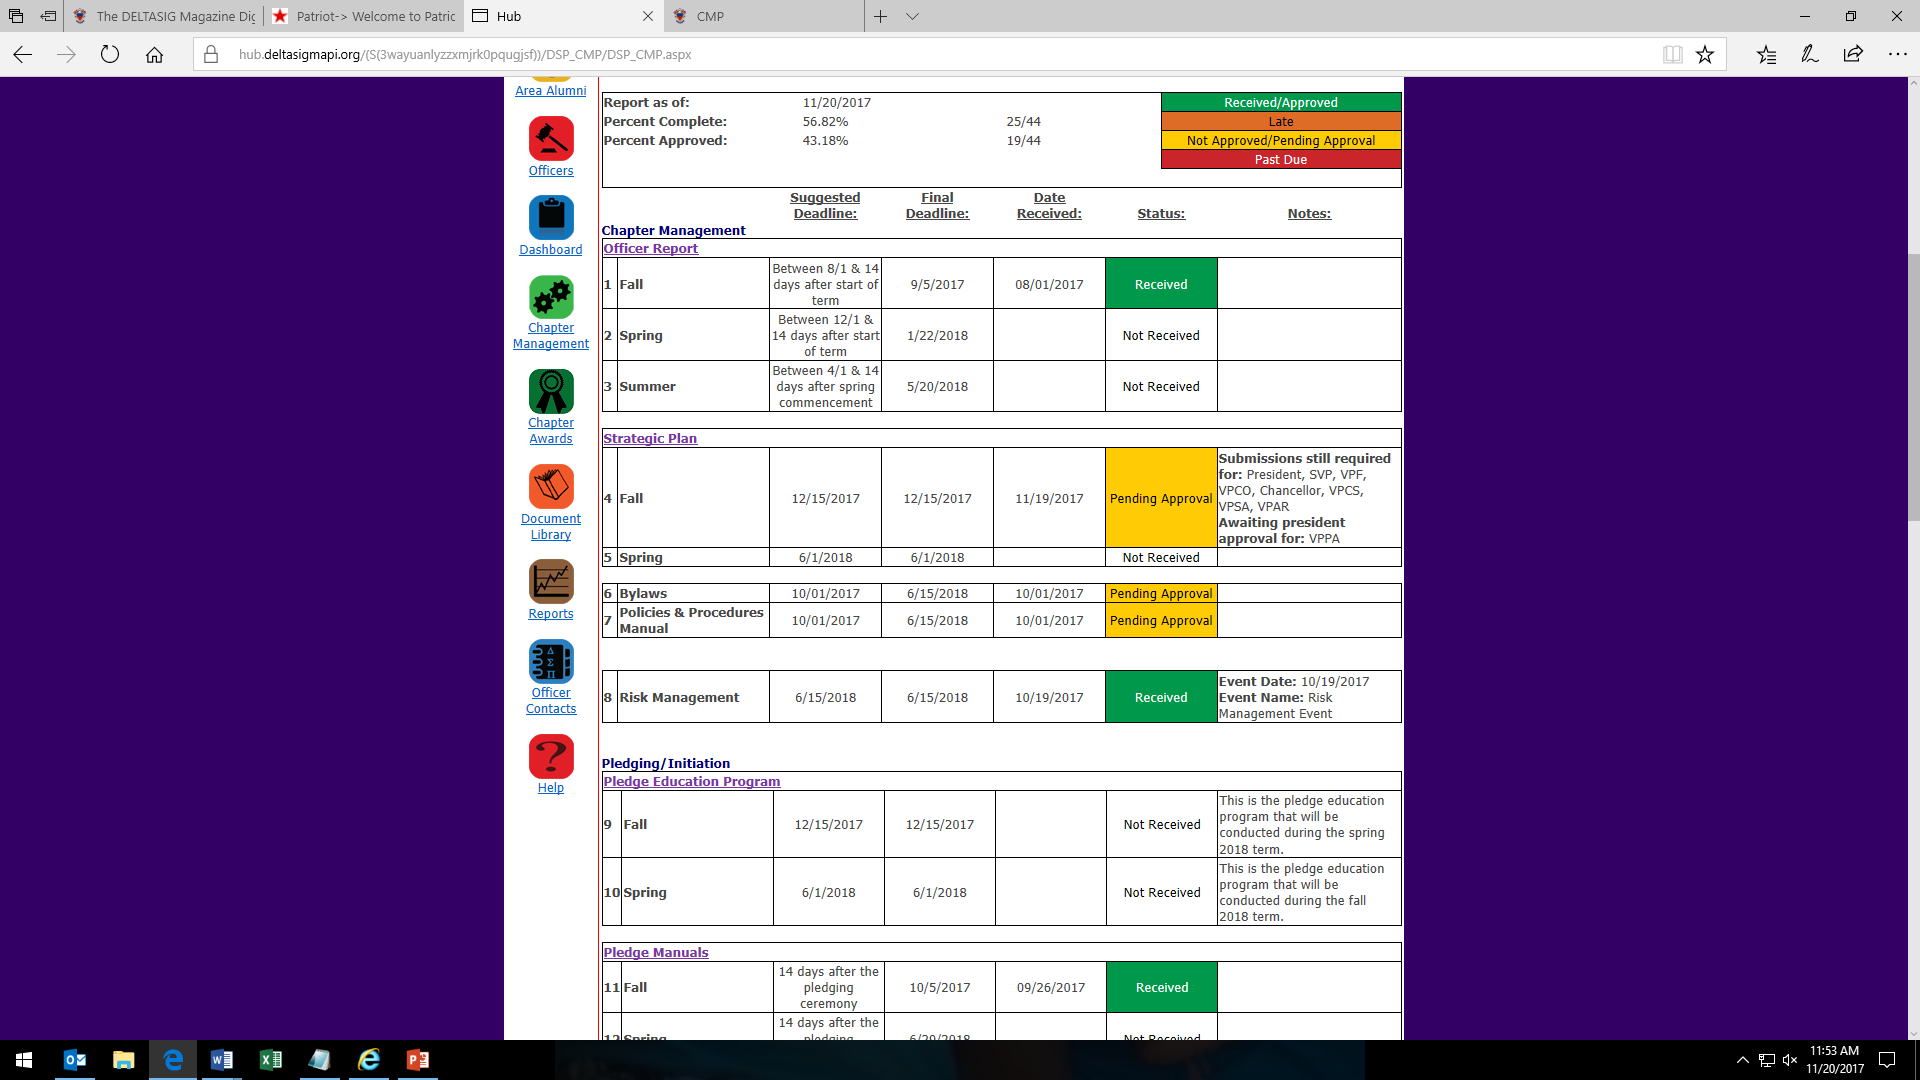 The DELTASIG Magazine Dig
Patriot-> Welcome to Patric
Hub
CMP
hub.deltasigmapi.org/(S(3wayuanlyzzxmjrk0pqugjsf))/DSP_CMP/DSP_CMP.aspx
Area Alumni
Officers
Dashboard
Chapter
Management
Chapter
Awards
Document
Library
Reports
Δ
Σ
Π
Officer
Contacts
Help
Report as of: 11/20/2017
Percent Complete: 56.82% 25/44
Percent Approved: 43.18% 19/44
Received/Approved
Late
Not Approved/Pending Approval
Past Due
Suggested Deadline: Final Deadline: Date Received: Status: Notes:
Chapter Management
Officer Report
1 Fall Between 8/1 & 14 days after start of term 9/5/2017 08/01/2017 Received
2 Spring Between 12/1 & 14 days after start of term 1/22/2018 Not Received
3 Summer Between 4/1 & 14 days after spring commencement 5/20/2018 Not Received
Strategic Plan
4 Fall 12/15/2017 12/15/2017 11/19/2017 Pending Approval Submissions still required for: President, SVP, VPF, VPCO, Chancellor, VPCS, VPSA, VPAR Awaiting president approval for: VPPA
5 Spring 6/1/2018 6/1/2018 Not Received
6 Bylaws 10/01/2017 6/15/2018 10/01/2017 Pending Approval
7 Policies & Procedures Manual 10/01/2017 6/15/2018 10/01/2017 Pending Approval
8 Risk Management 6/15/2018 6/15/2018 10/19/2017 Received Event Date: 10/19/2017 Event Name: Risk Management Event
Pledging/Initiation
Pledge Education Program
9 Fall 12/15/2017 12/15/2017 Not Received This is the pledge education program that will be conducted during the spring 2018 term.
10 Spring 6/1/2018 6/1/2018 Not Received This is the pledge education program that will be conducted during the fall 2018 term.
Pledge Manuals
11 Fall 14 days after the pledging ceremony 10/5/2017 09/26/2017 Received
12 Spring 14 days after the pledging 6/29/2018 Not Received
11:53 AM
11/20/2017